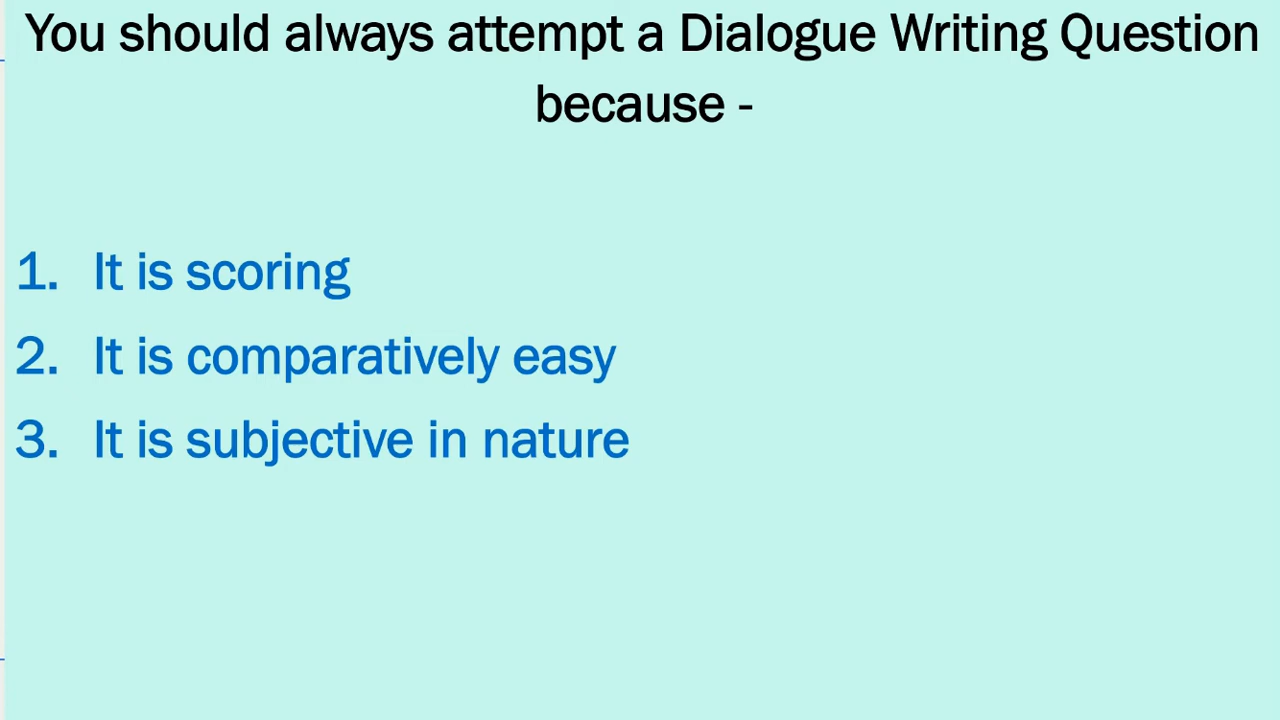 You should always attempt a Dialogue Writing Question
because -
1. It is scoring
2. It is comparatively easy
3. It is subjective in nature